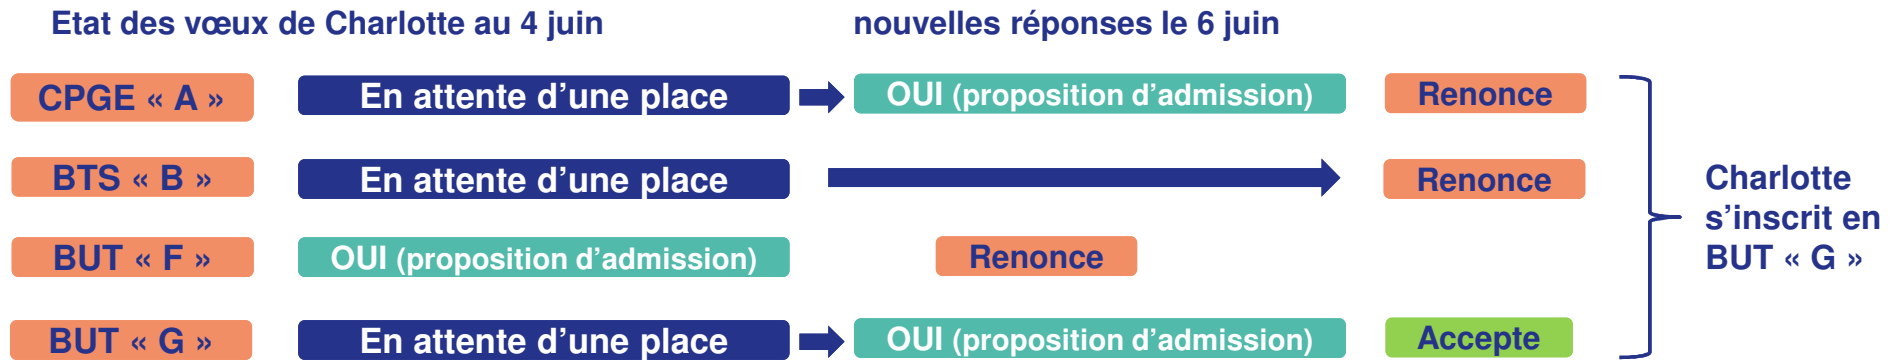 Etat des vœux de Charlotte au 4 juin nouvelles réponses le 6 juin
CPGE « A » En attente d’une place OUI (proposition d’admission) Renonce
BTS « B » En attente d’une place Renonce
BUT « F » OUI (proposition d’admission) Renonce
BUT « G » En attente d’une place OUI (proposition d’admission) Accepte
Charlotte
s’inscrit en
BUT « G »